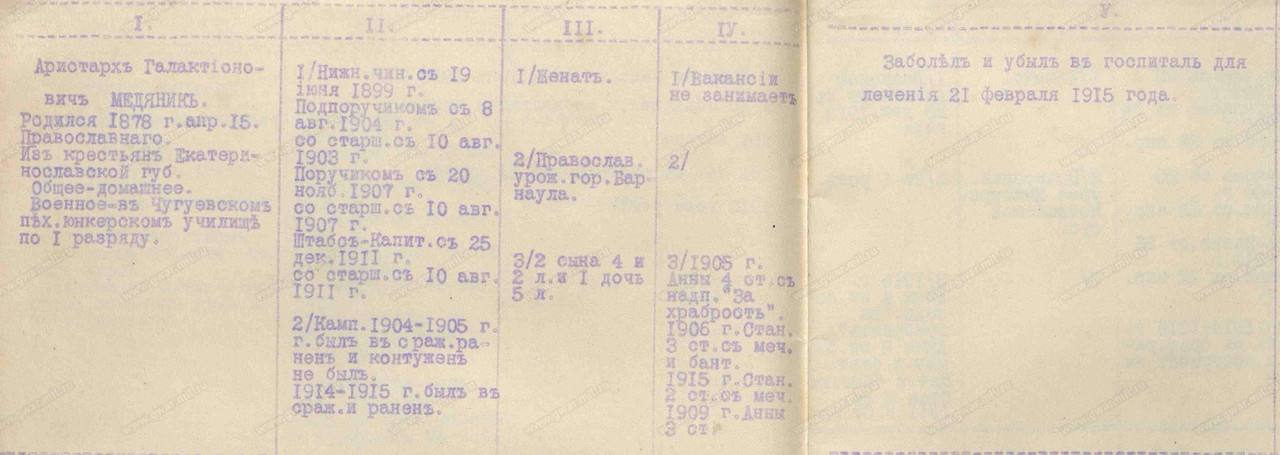 I.
Аристархъ Галактіоно-
вичъ МЕДЯНИК.
Родился 1878 г.апр.15.
Православнаго.
Изъ крестьянъ Екатери-
нославской губ.
Общее-домашнее.
Военное-въ Чугуевскомъ
пѣх.юнкерскомъ училищѣ
по I разряду.
II.
I/Нижн.чин.съ 19
іюня 1899 г.
Подпоручикомъ съ 8
авг.1904 г.
со старш.съ 10 авг.
1903 г.
Поручикомъ съ 20
нояб.1907 г.
со старш.съ 10 авг.
1907 г.
Штабсъ-Капит.съ 25
дек.1911 г.
со старш.съ 10 авг.
1911 г.
2/Камп.1904-1905 г.
г.былъ въ сраж.ра-
ненъ и контуженъ
не былъ.
1914-1915 г.былъ въ
сраж.и раненъ.
III.
I/Женатъ.
2/Православ.
урож.гор.Бар-
наула.
3/2 сына 4 и
2 л.и I дочь
5 л.
IУ.
I/Вакансіи
не занимаетъ
2/
3/1905 г.
Анны 4 ст.съ
надп."За
храбрость".
1906 г.Стан.
3 ст.съ меч.
и бант.
1915 г.Стан.
2 ст.съ меч.
1909 г.Анны
3 ст.
У.
Заболѣлъ и убылъ въ госпиталь для
леченія 21 февраля 1915 года.